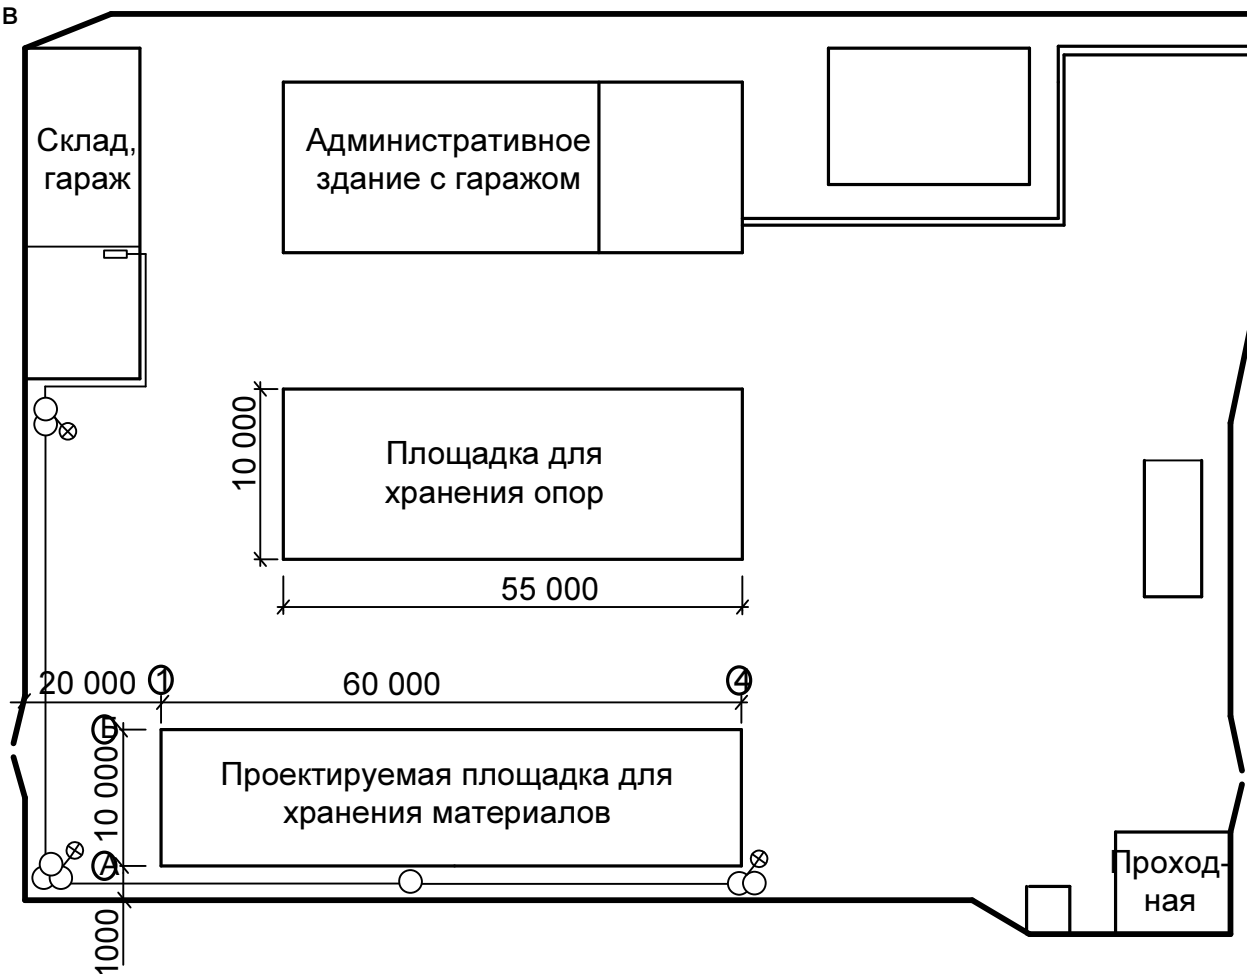 в
Склад,
гараж
Административное
здание с гаражом
10 000
Площадка для
хранения опор
55 000
20 000
1
60 000
4
Б
10 000
А
Проектируемая площадка для
хранения материалов
1000
Проход-
ная